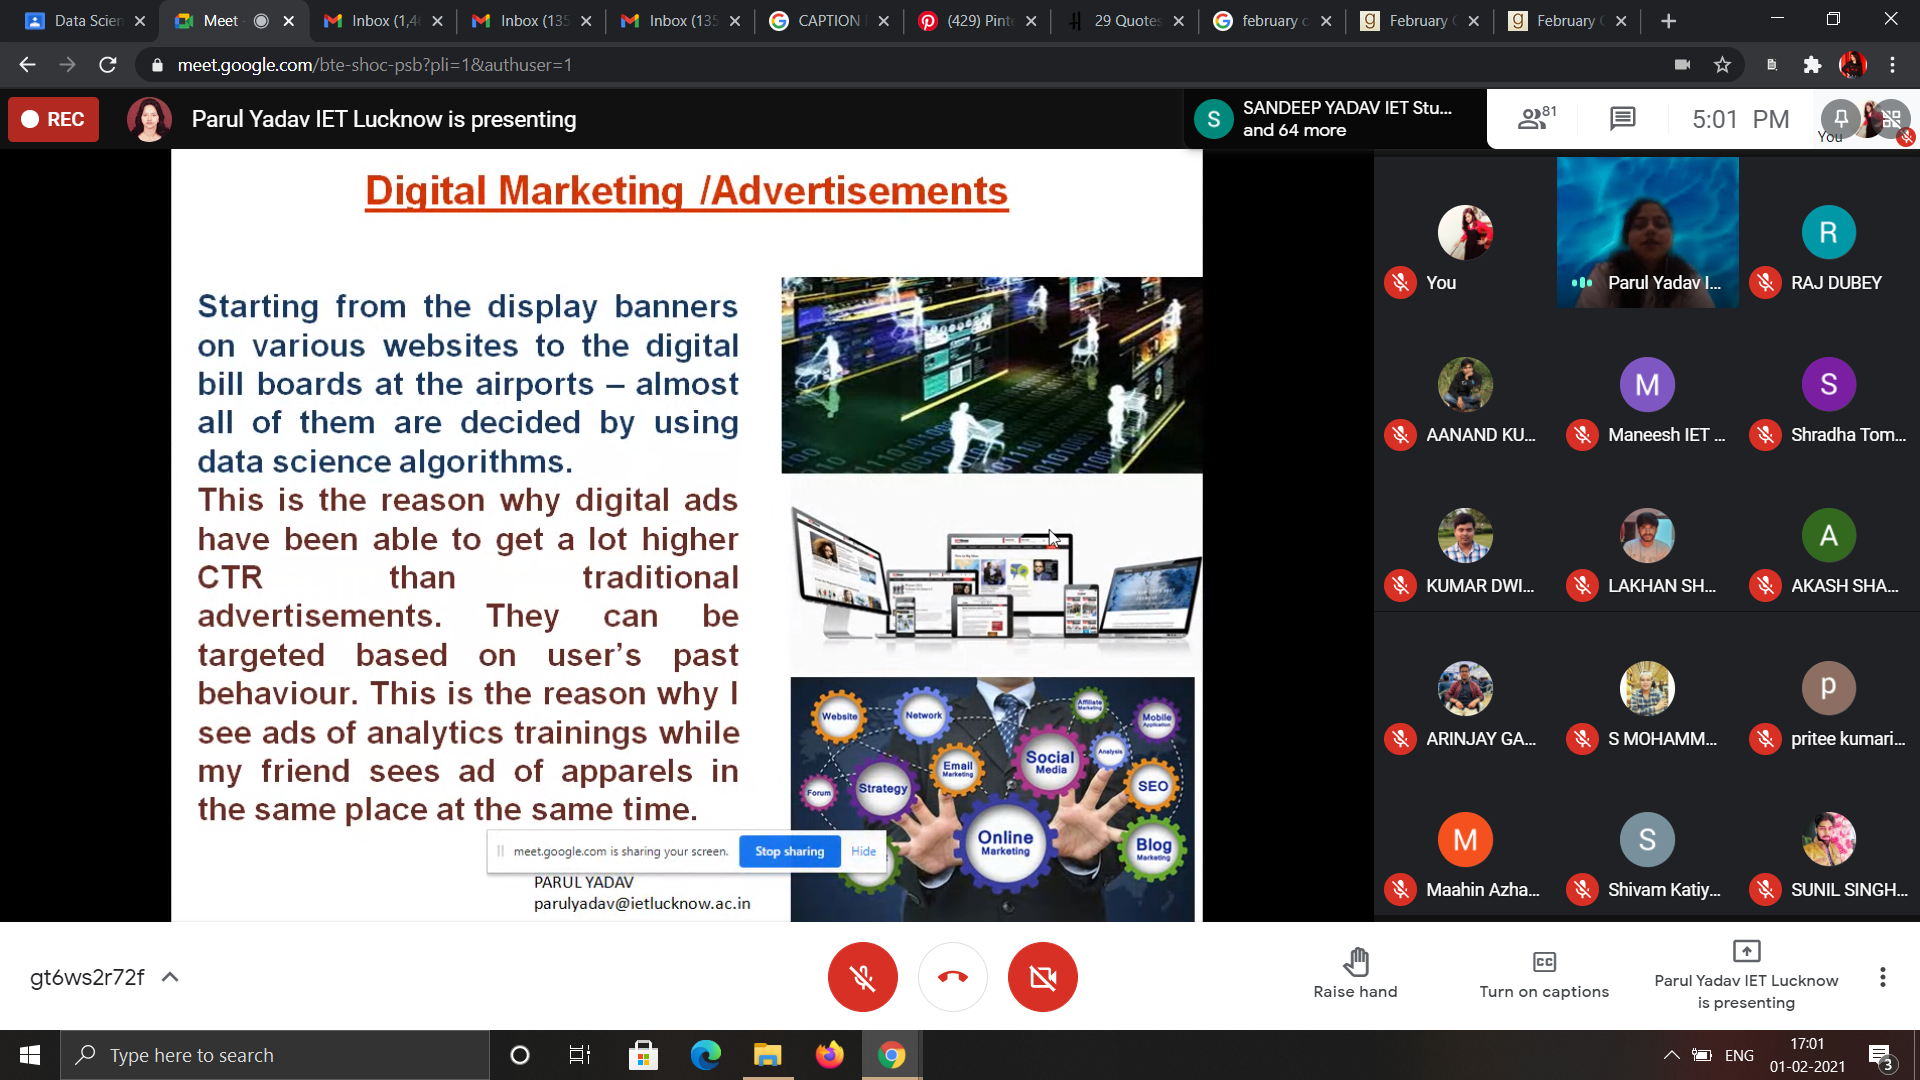 Data Scien
Meet
Inbox (1,4
Inbox (135
Inbox (135
CAPTION
(429) Pint
29 Quotes
february c
February
February
meet.google.com/bte-shoc-psb?pli=1&authuser=1
REC
Parul Yadav IET Lucknow is presenting
SANDEEP YADAV IET Stu...
and 64 more
81
5:01 PM
You
Digital Marketing /Advertisements
Starting from the display banners
on various websites to the digital
bill boards at the airports – almost
all of them are decided by using
data science algorithms.
This is the reason why digital ads
have been able to get a lot higher
CTR than traditional
advertisements. They can be
targeted based on user's past
behaviour. This is the reason why I
see ads of analytics trainings while
my friend sees ad of apparels in
the same place at the same time.
Website
Network
Affiliate
Marketing
Mobile
Application
Email
Marketing
Social
Media
Analysis
Forum
Strategy
SEO
Online
Marketing
Blog
Marketing
meet.google.com is sharing your screen.
Stop sharing
Hide
PARUL YADAV
parulyadav@ietlucknow.ac.in
You
Parul Yadav I...
R
RAJ DUBEY
AANAND KU...
M
Maneesh IET ...
S
Shradha Tom...
KUMAR DWI...
LAKHAN SH...
A
AKASH SHA...
ARINJAY GA...
S MOHAMM...
p
pritee kumari...
M
Maahin Azha...
S
Shivam Katiy...
SUNIL SINGH...
gt6ws2r72f
Raise hand
Turn on captions
Parul Yadav IET Lucknow
is presenting
Type here to search
ENG
17:01
01-02-2021
3